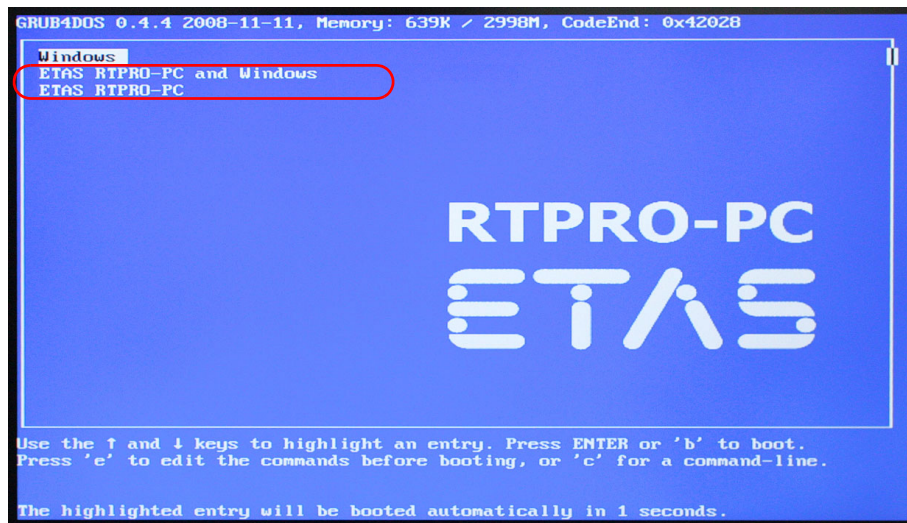 GRUB4DOS 0.4.4 2008-11-11, Memory: 639K / 2998M, CodeEnd: 0x42028
Windows
ETAS RTPRO-PC and Windows
ETAS RTPRO-PC
RTPRO-PC
ETAS
Use the ↑ and ↓ keys to highlight an entry. Press ENTER or 'b' to boot.
Press 'e' to edit the commands before booting, or 'c' for a command-line.
The highlighted entry will be booted automatically in 1 seconds.